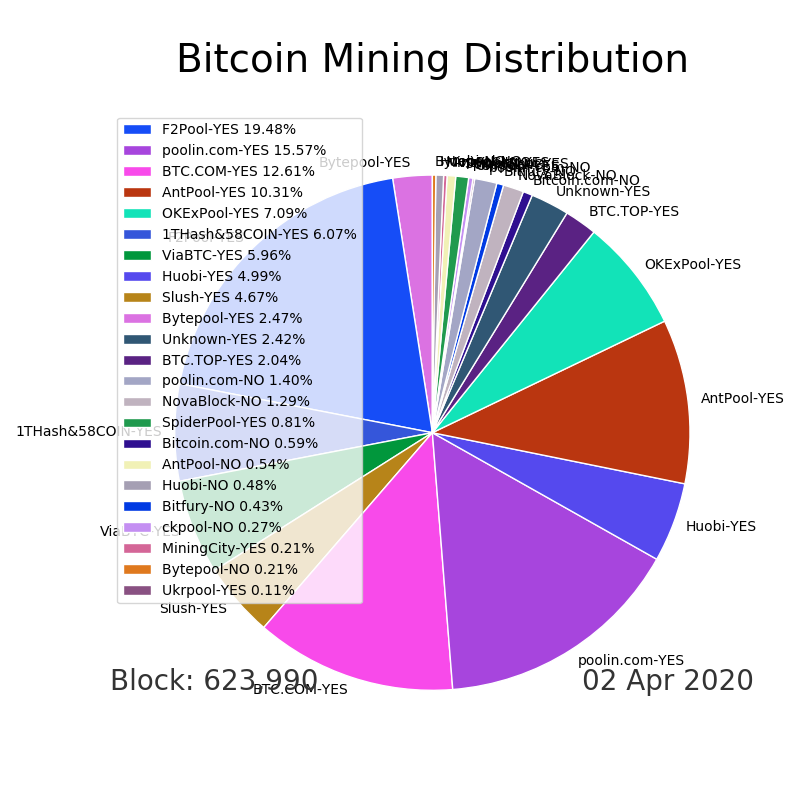 Bitcoin Mining Distribution
F2Pool-YES 19.48%
poolin.com-YES 15.57%
BTC.COM-YES 12.61%
AntPool-YES 10.31%
OKExPool-YES 7.09%
1THash&58COIN-YES 6.07%
ViaBTC-YES 5.96%
Huobi-YES 4.99%
Slush-YES 4.67%
Bytepool-YES 2.47%
Unknown-YES 2.42%
BTC.TOP-YES 2.04%
poolin.com-NO 1.40%
NovaBlock-NO 1.29%
SpiderPool-YES 0.81%
Bitcoin.com-NO 0.59%
AntPool-NO 0.54%
Huobi-NO 0.48%
Bitfury-NO 0.43%
ckpool-NO 0.27%
MiningCity-YES 0.21%
Bytepool-NO 0.21%
Ukrpool-YES 0.11%
Bytepool-YES
NovaBlock-NO
Bitcoin.com-NO
Unknown-YES
BTC.TOP-YES
OKExPool-YES
AntPool-YES
Huobi-YES
poolin.com-YES
BTC.COM-YES
Slush-YES
ViaBTC-YES
1THash&58COIN-YES
F2Pool-YES
Block: 623,990
02 Apr 2020